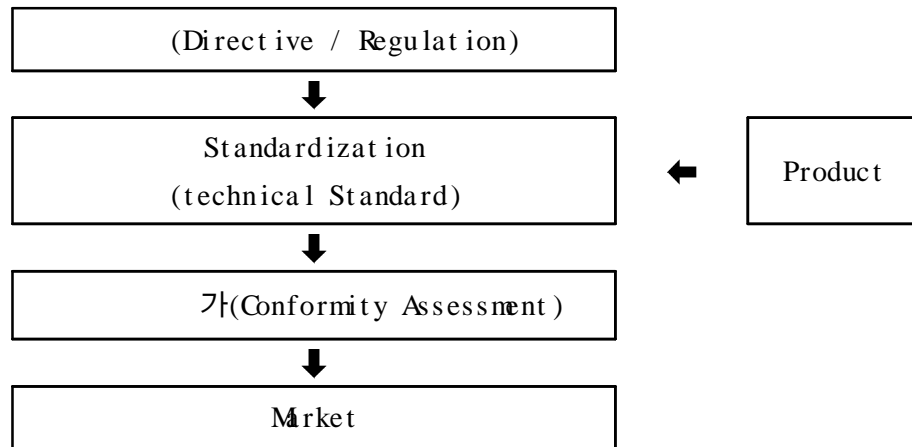 (Directive / Regulation)
Standardization
(technical Standard)
Product
가(Conformity Assessment)
Market